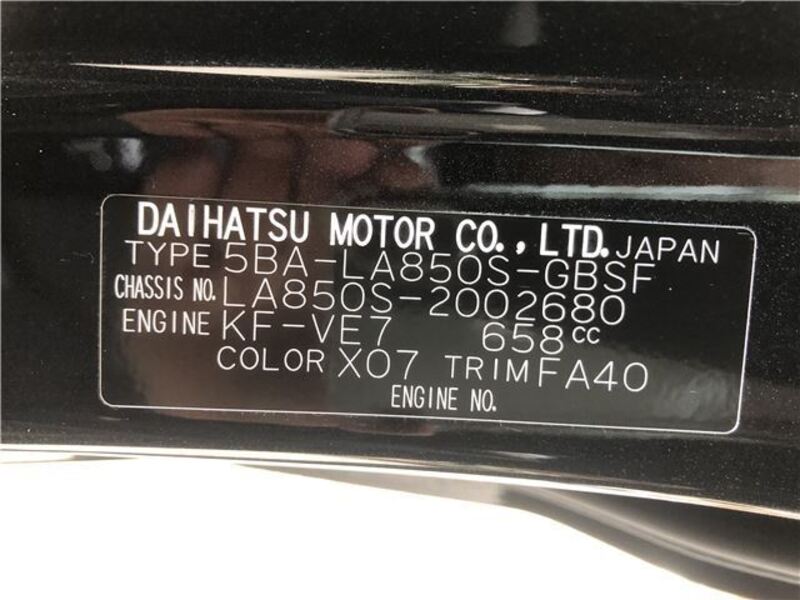 DAIHATSU MOTOR CO., LTD. JAPAN
TYPE 5BA-LA850S-GBSF
CHASSIS NO. LA850S-2002680
ENGINE KF-VE7 658cc
COLOR X07 TRIM FA40
ENGINE NO.